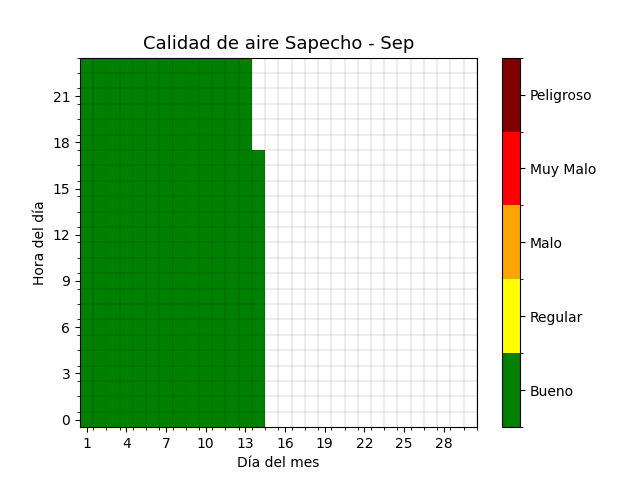 Calidad de aire Sapecho - Sep
21
18
15
12
9
6
3
0
Hora del día
1 4 7 10 13 16 19 22 25 28
Día del mes
Peligroso
Muy Malo
Malo
Regular
Bueno